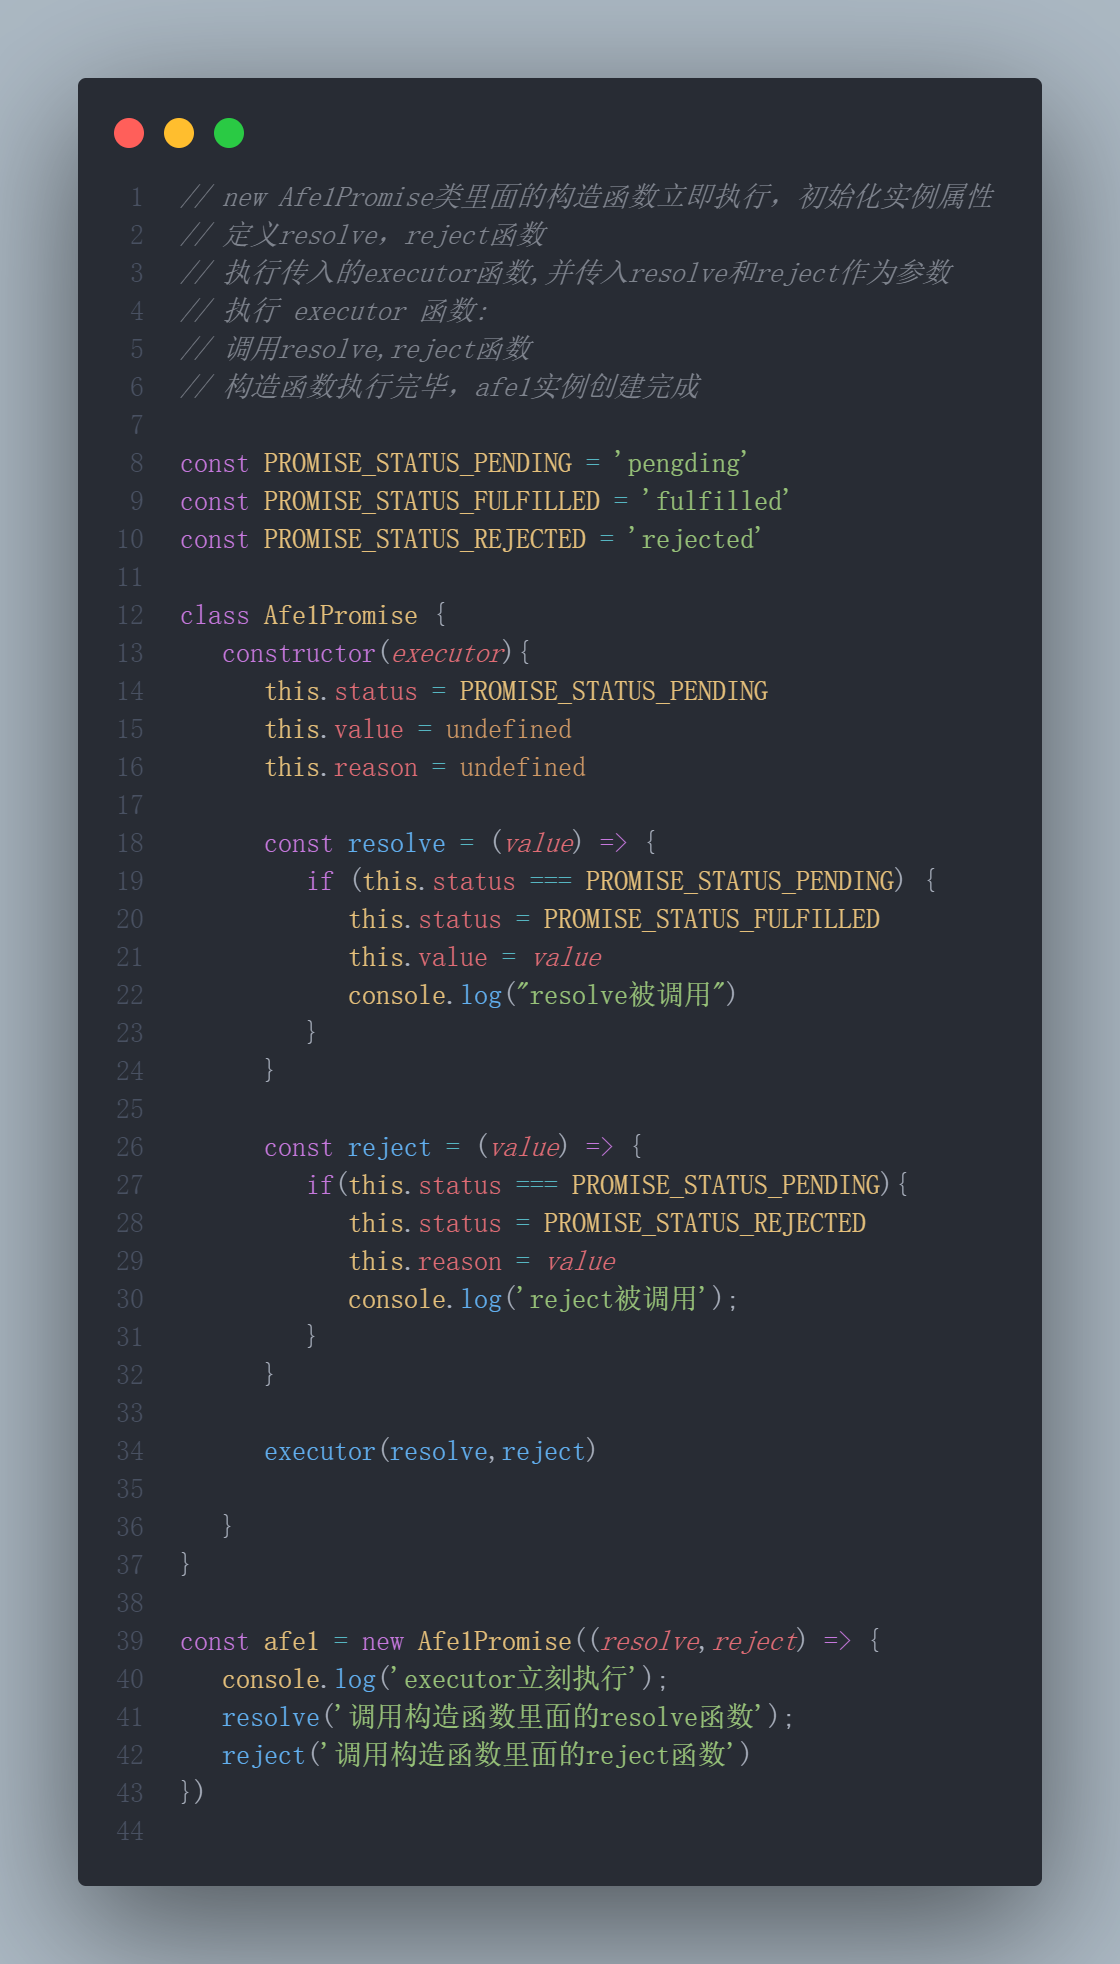 1 // new Afe1Promise类里面的构造函数立即执行，初始化实例属性
2 // 定义resolve，reject函数
3 // 执行传入的executor函数,并传入resolve和reject作为参数
4 // 执行 executor 函数:
5 // 调用resolve,reject函数
6 // 构造函数执行完毕，afe1实例创建完成
7
8 const PROMISE_STATUS_PENDING = 'pengding'
9 const PROMISE_STATUS_FULFILLED = 'fulfilled'
10 const PROMISE_STATUS_REJECTED = 'rejected'
11
12 class Afe1Promise {
13    constructor(executor){
14       this.status = PROMISE_STATUS_PENDING
15       this.value = undefined
16       this.reason = undefined
17
18       const resolve = (value) => {
19          if (this.status === PROMISE_STATUS_PENDING) {
20             this.status = PROMISE_STATUS_FULFILLED
21             this.value = value
22             console.log("resolve被调用")
23          }
24       }
25
26       const reject = (value) => {
27          if(this.status === PROMISE_STATUS_PENDING){
28             this.status = PROMISE_STATUS_REJECTED
29             this.reason = value
30             console.log('reject被调用');
31          }
32       }
33
34       executor(resolve,reject)
35
36    }
37 }
38
39 const afe1 = new Afe1Promise((resolve,reject) => {
40    console.log('executor立刻执行');
41    resolve('调用构造函数里面的resolve函数');
42    reject('调用构造函数里面的reject函数')
43 })
44